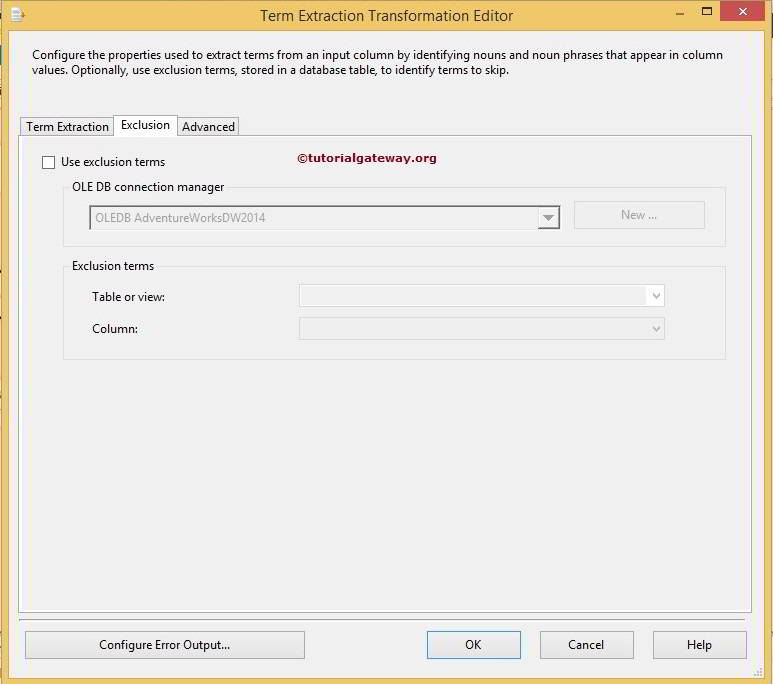 Term Extraction Transformation Editor
Configure the properties used to extract terms from an input column by identifying nouns and noun phrases that appear in column
values. Optionally, use exclusion terms, stored in a database table, to identify terms to skip.
Term Extraction Exclusion Advanced
Use exclusion terms
©tutorialgateway.org
OLE DB connection manager
OLEDB AdventureWorksDW2014
New ...
Exclusion terms
Table or view:
Column:
Configure Error Output... OK Cancel Help